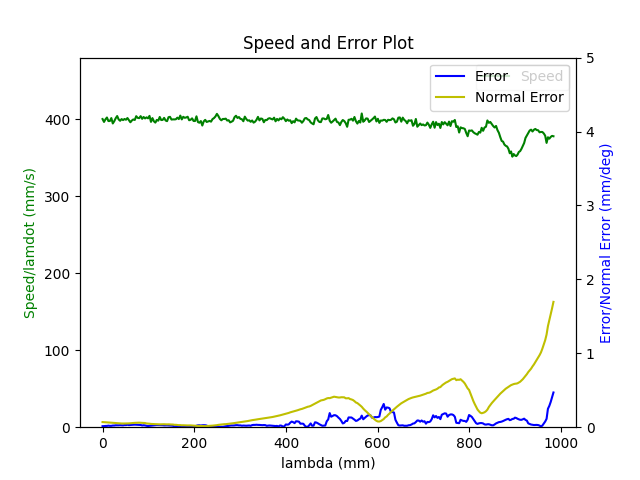 Speed and Error Plot
Error
Speed
Normal Error
Speed/lamdot (mm/s)
400
300
200
100
0
5
4
3
2
1
0
Error/Normal Error (mm/deg)
0
200
400
600
800
1000
lambda (mm)